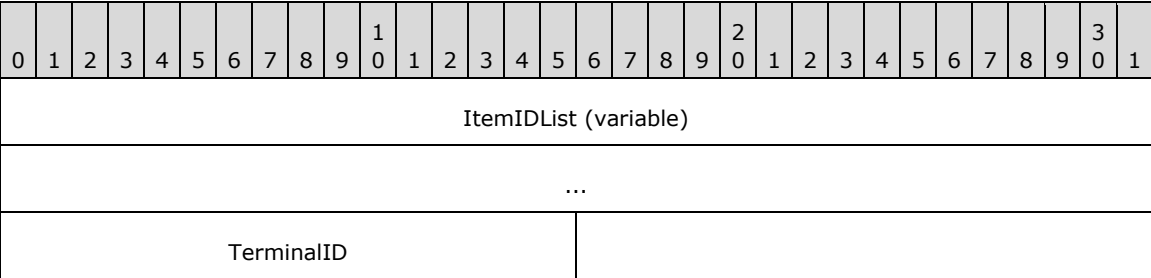 1 2 3
0 1 2 3 4 5 6 7 8 9 0 1 2 3 4 5 6 7 8 9 0 1 2 3 4 5 6 7 8 9 0 1
ItemIDList (variable)
...
TerminalID